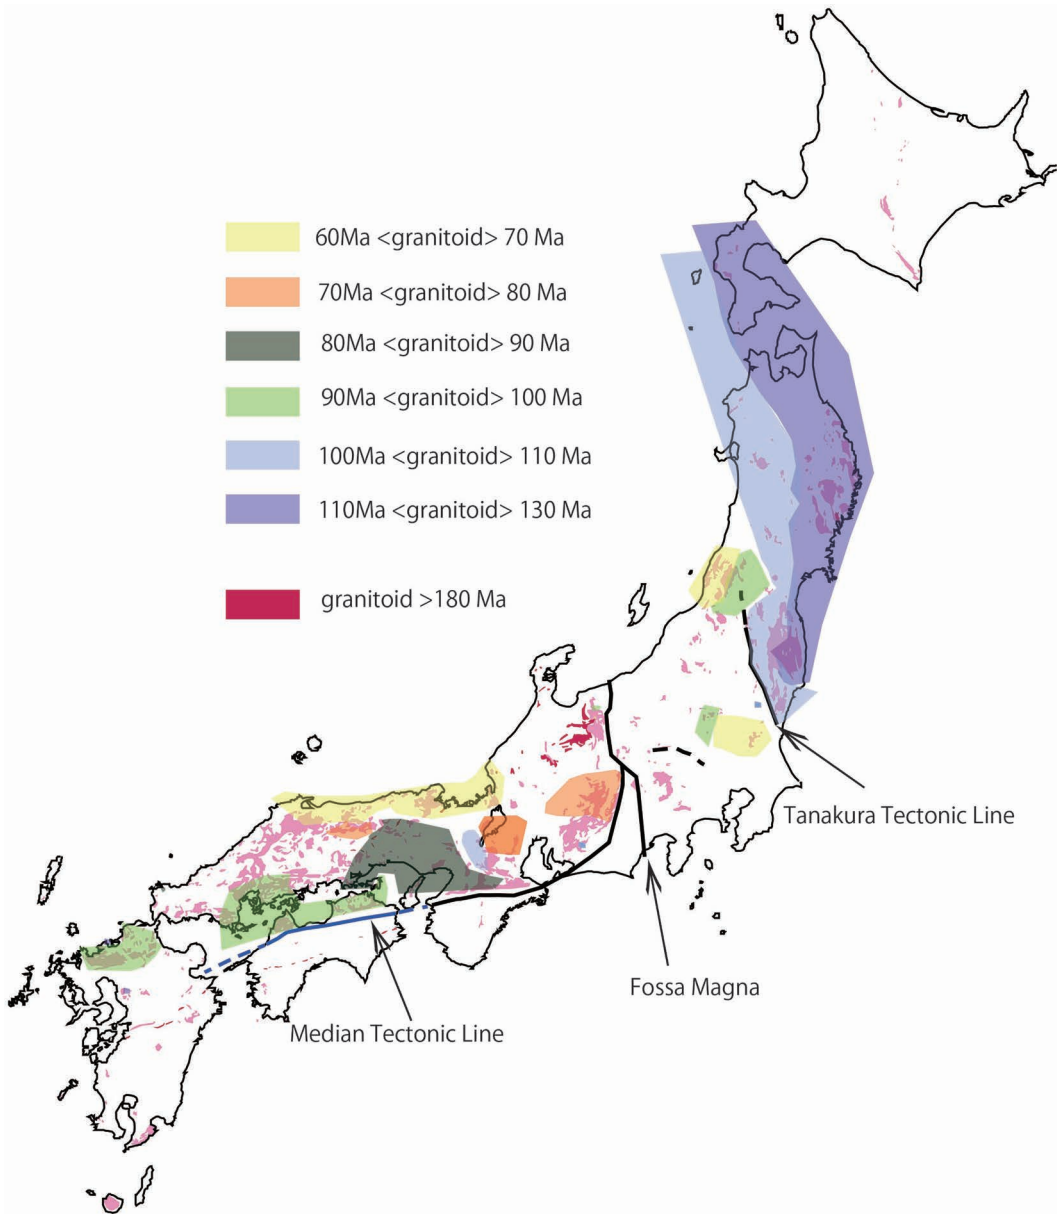 60Ma <granitoid> 70 Ma
70Ma <granitoid> 80 Ma
80Ma <granitoid> 90 Ma
90Ma <granitoid> 100 Ma
100Ma <granitoid> 110 Ma
110Ma <granitoid> 130 Ma
granitoid >180 Ma
Tanakura Tectonic Line
Fossa Magna
Median Tectonic Line